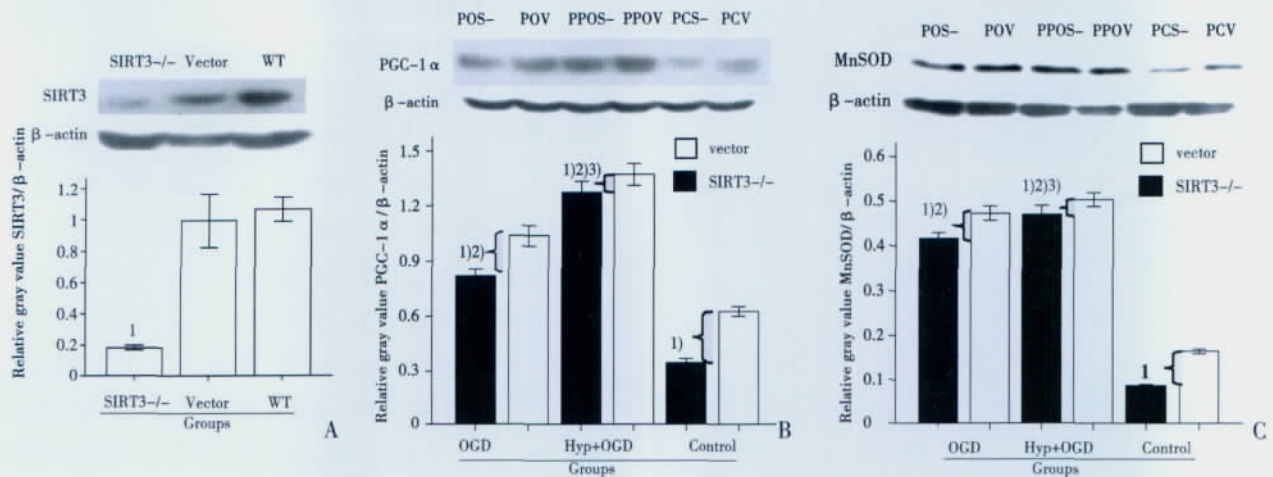 SIRT3-/- Vector WT
SIRT3
β-actin
Relative gray value SIRT3/β-actin
1.2
1
0.8
0.6
0.4
0.2
0
1
SIRT3-/- Vector WT
Groups
A
POS- POV PPOS- PPOV PCS- PCV
PGC-1α
β-actin
Relative gray value PGC-1α/β-actin
1.5
1.2
0.9
0.6
0.3
0
vector
SIRT3-/-
1)2)
1)2)3)
1)
OGD Hyp+OGD Control
Groups
B
POS- POV PPOS- PPOV PCS- PCV
MnSOD
β-actin
Relative gray value MnSOD/β-actin
0.6
0.5
0.4
0.3
0.2
0.1
0
vector
SIRT3-/-
1)2)
1)2)3)
1
OGD Hyp+OGD Control
Groups
C